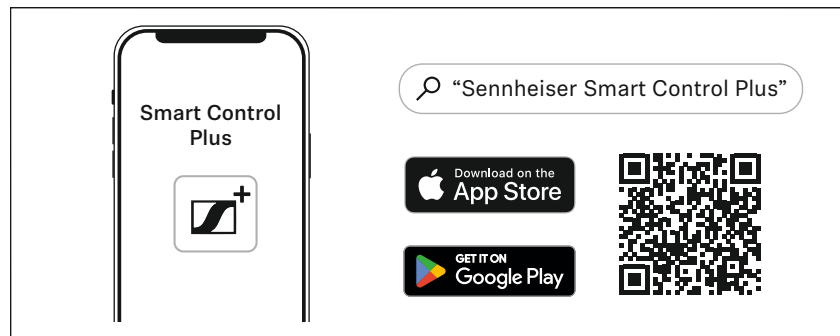 Smart Control
Plus
“Sennheiser Smart Control Plus”
Download on the
App Store
GET IT ON
Google Play